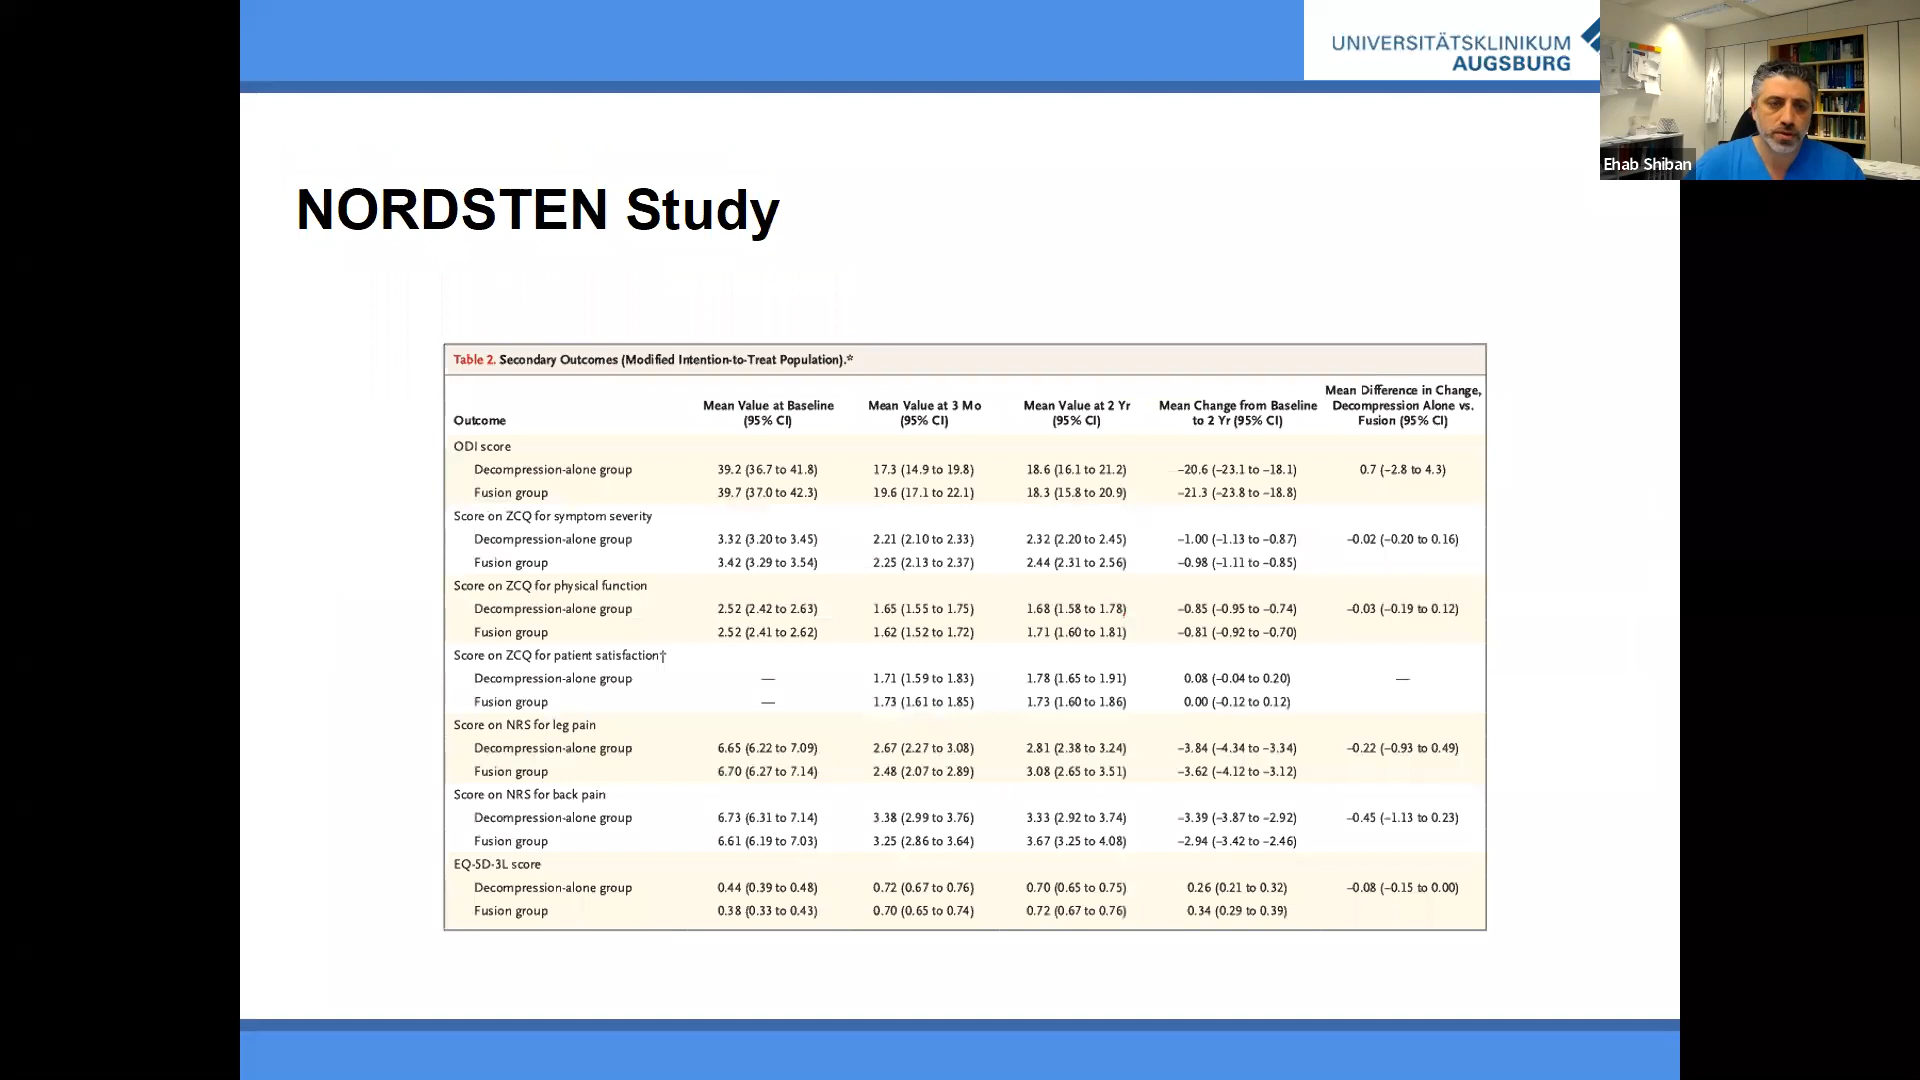 UNIVERSITÄTSKLINIKUM
AUGSBURG
Ehab Shiban
NORDSTEN Study
Table 2. Secondary Outcomes (Modified Intention-to-Treat Population).*
Outcome Mean Value at Baseline (95% CI) Mean Value at 3 Mo (95% CI) Mean Value at 2 Yr (95% CI) Mean Change from Baseline to 2 Yr (95% CI) Mean Difference in Change, Decompression Alone vs. Fusion (95% CI)
ODI score
Decompression-alone group 39.2 (36.7 to 41.8) 17.3 (14.9 to 19.8) 18.6 (16.1 to 21.2) −20.6 (−23.1 to −18.1) 0.7 (−2.8 to 4.3)
Fusion group 39.7 (37.0 to 42.3) 19.6 (17.1 to 22.1) 18.3 (15.8 to 20.9) −21.3 (−23.8 to −18.8)
Score on ZCQ for symptom severity
Decompression-alone group 3.32 (3.20 to 3.45) 2.21 (2.10 to 2.33) 2.32 (2.20 to 2.45) −1.00 (−1.13 to −0.87) −0.02 (−0.20 to 0.16)
Fusion group 3.42 (3.29 to 3.54) 2.25 (2.13 to 2.37) 2.44 (2.31 to 2.56) −0.98 (−1.11 to −0.85)
Score on ZCQ for physical function
Decompression-alone group 2.52 (2.42 to 2.63) 1.65 (1.55 to 1.75) 1.68 (1.58 to 1.78) −0.85 (−0.95 to −0.74) −0.03 (−0.19 to 0.12)
Fusion group 2.52 (2.41 to 2.62) 1.62 (1.52 to 1.72) 1.71 (1.60 to 1.81) −0.81 (−0.92 to −0.70)
Score on ZCQ for patient satisfaction†
Decompression-alone group — 1.71 (1.59 to 1.83) 1.78 (1.65 to 1.91) 0.08 (−0.04 to 0.20) —
Fusion group — 1.73 (1.61 to 1.85) 1.73 (1.60 to 1.86) 0.00 (−0.12 to 0.12)
Score on NRS for leg pain
Decompression-alone group 6.65 (6.22 to 7.09) 2.67 (2.27 to 3.08) 2.81 (2.38 to 3.24) −3.84 (−4.34 to −3.34) −0.22 (−0.93 to 0.49)
Fusion group 6.70 (6.27 to 7.14) 2.48 (2.07 to 2.89) 3.08 (2.65 to 3.51) −3.62 (−4.12 to −3.12)
Score on NRS for back pain
Decompression-alone group 6.73 (6.31 to 7.14) 3.38 (2.99 to 3.76) 3.33 (2.92 to 3.74) −3.39 (−3.87 to −2.92) −0.45 (−1.13 to 0.23)
Fusion group 6.61 (6.19 to 7.03) 3.25 (2.86 to 3.64) 3.67 (3.25 to 4.08) −2.94 (−3.42 to −2.46)
EQ-5D-3L score
Decompression-alone group 0.44 (0.39 to 0.48) 0.72 (0.67 to 0.76) 0.70 (0.65 to 0.75) 0.26 (0.21 to 0.32) −0.08 (−0.15 to 0.00)
Fusion group 0.38 (0.33 to 0.43) 0.70 (0.65 to 0.74) 0.72 (0.67 to 0.76) 0.34 (0.29 to 0.39)